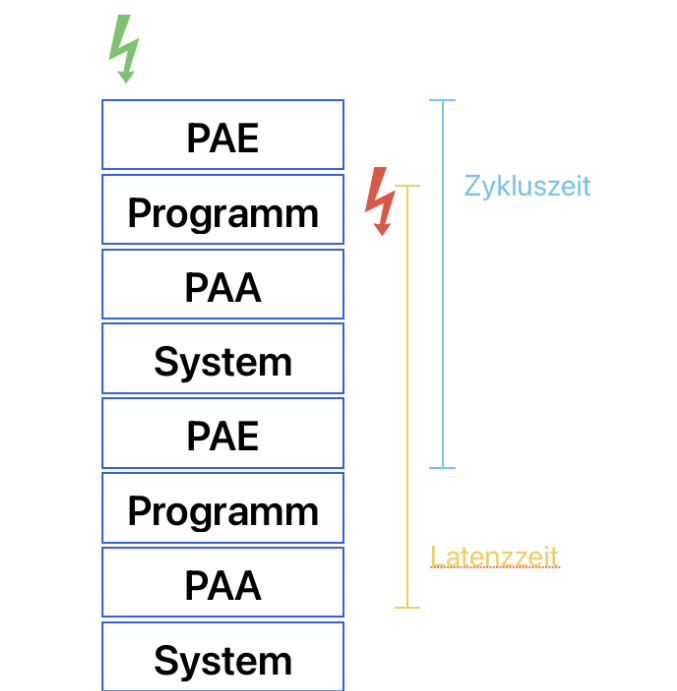 PAE
Programm
Zykluszeit
PAA
System
PAE
Programm
Latenzzeit
PAA
System